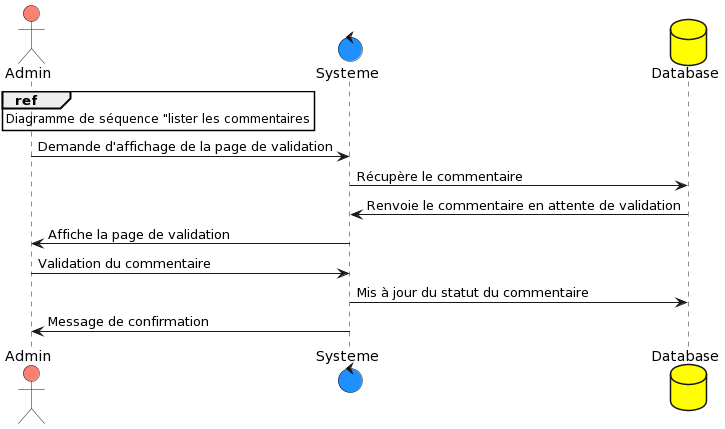 Admin
Systeme
Database
ref
Diagramme de séquence "lister les commentaires
Demande d'affichage de la page de validation
Récupère le commentaire
Renvoie le commentaire en attente de validation
Affiche la page de validation
Validation du commentaire
Mis à jour du statut du commentaire
Message de confirmation
Admin
Systeme
Database